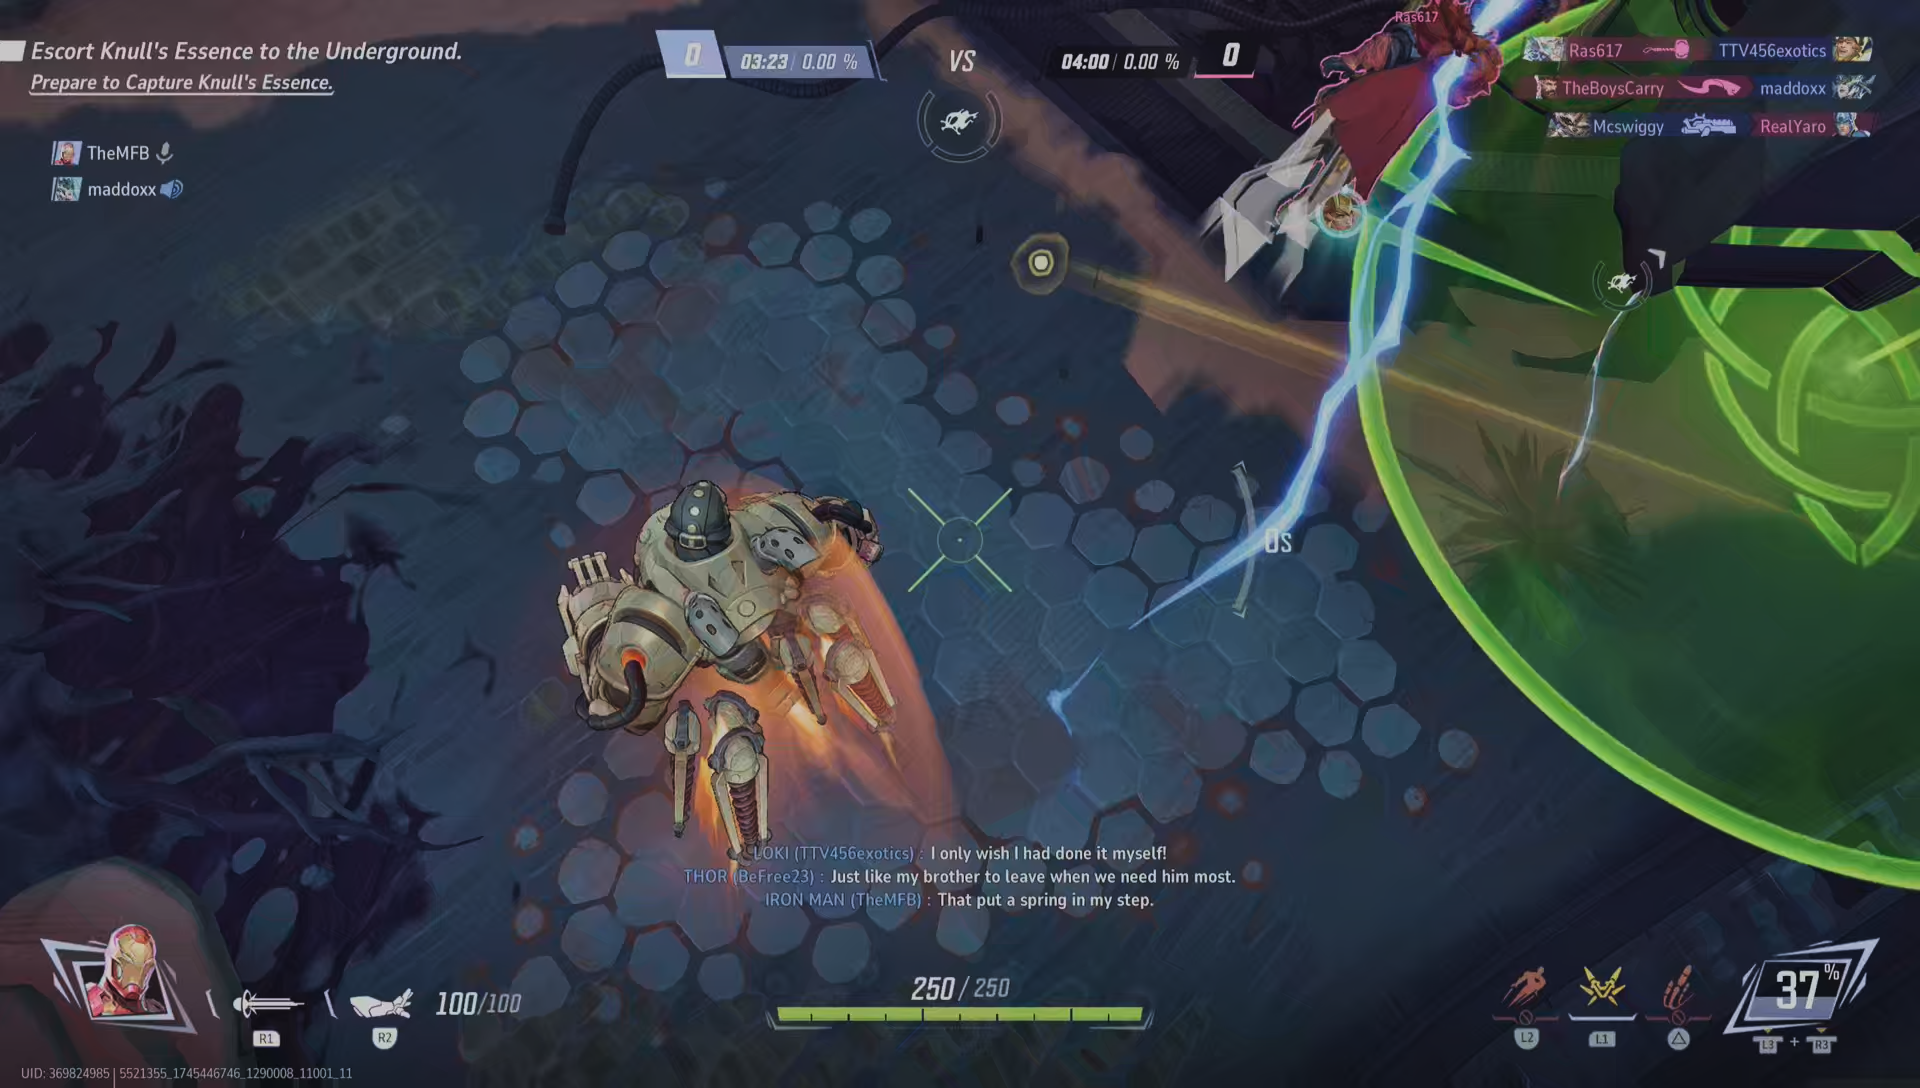 Escort Knull's Essence to the Underground.
Prepare to Capture Knull's Essence.
TheMFB
maddoxx
0 03:23 / 0.00 % VS 04:00 / 0.00 % 0
Ras617
Ras617 TTV456exotics
TheBoysCarry maddoxx
Mcswiggy RealYaro
0s
LOKI (TTV456exotics) : I only wish I had done it myself!
THOR (BeFree23) : Just like my brother to leave when we need him most.
IRON MAN (TheMFB) : That put a spring in my step.
250 / 250
100/100
R1 R2
37%
L2 L1 L3 + R3
UID: 369824985 | 5521355_1745446746_1290008_11001_11